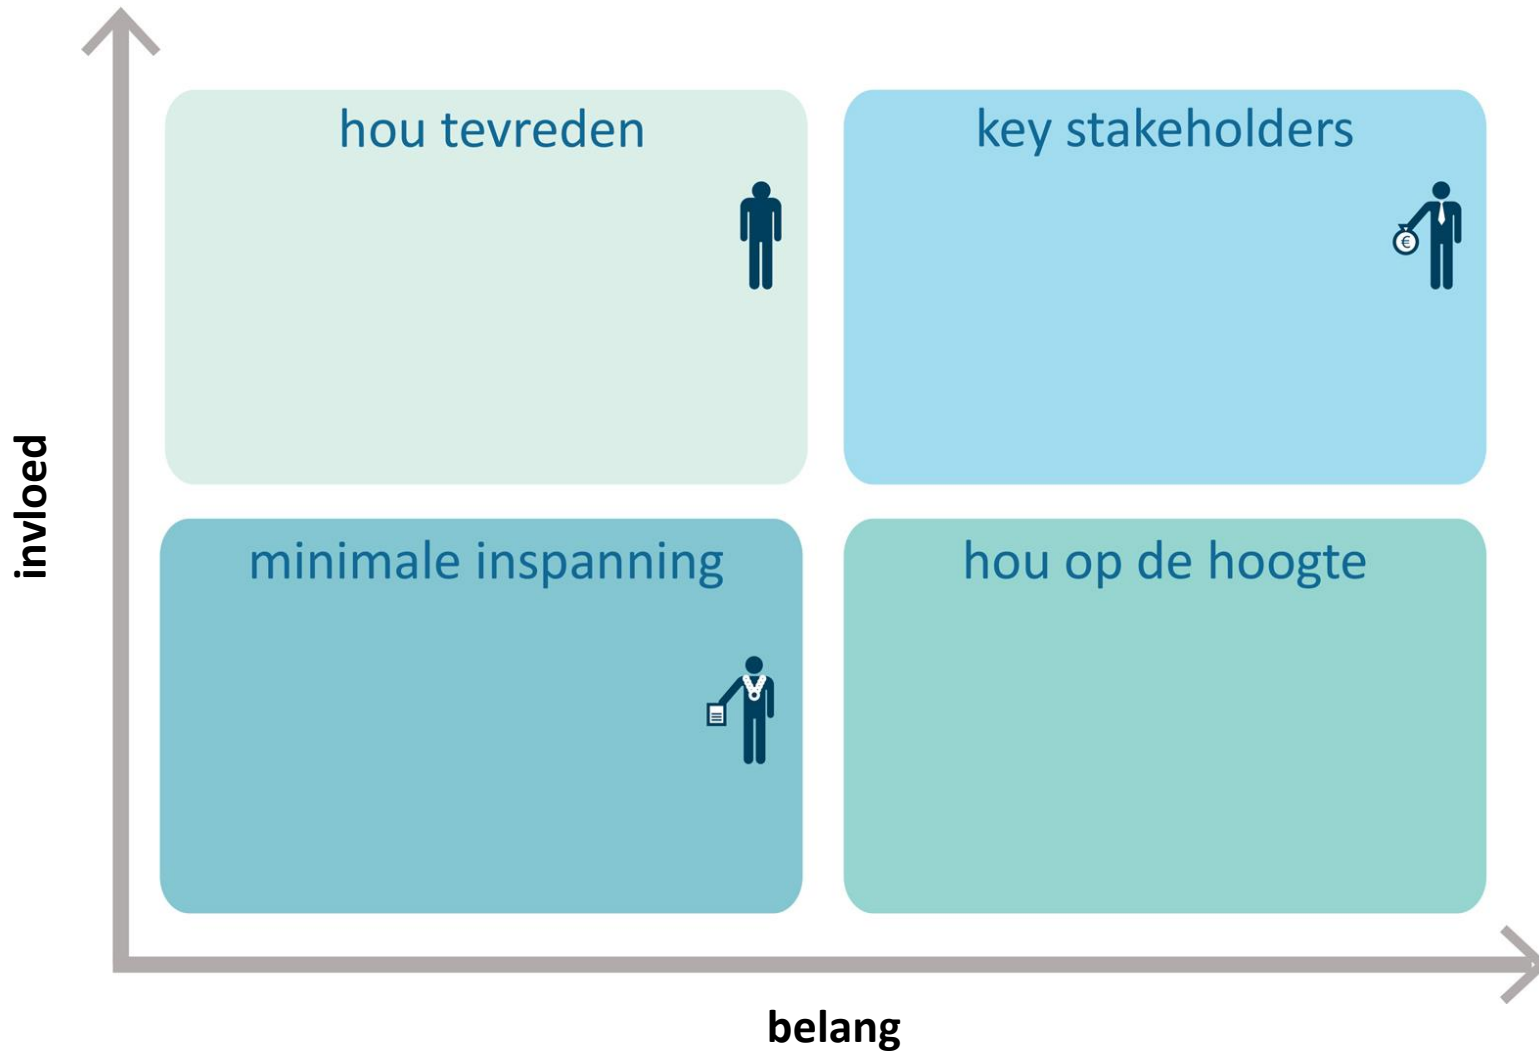 hou tevreden
key stakeholders
€
invloed
minimale inspanning
hou op de hoogte
belang